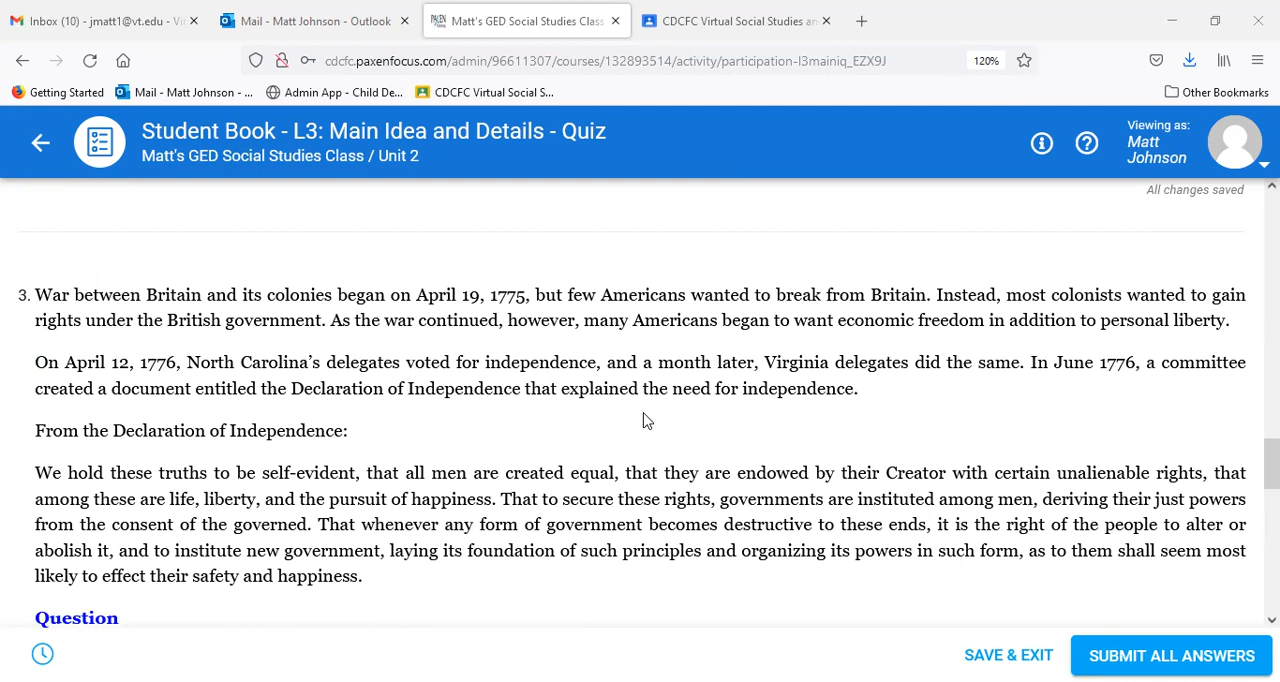 Inbox (10) - jmatt1@vt.edu - Vir
Mail - Matt Johnson - Outlook
PAXEN
Matt's GED Social Studies Class
CDCFC Virtual Social Studies an
cdcfc.paxenfocus.com/admin/96611307/courses/132893514/activity/participation-l3mainiq_EZX9J
120%
Getting Started
Mail - Matt Johnson - ...
Admin App - Child De...
CDCFC Virtual Social S...
Other Bookmarks
Student Book - L3: Main Idea and Details - Quiz
Matt's GED Social Studies Class / Unit 2
Viewing as:
Matt
Johnson
All changes saved
3. War between Britain and its colonies began on April 19, 1775, but few Americans wanted to break from Britain. Instead, most colonists wanted to gain
rights under the British government. As the war continued, however, many Americans began to want economic freedom in addition to personal liberty.
On April 12, 1776, North Carolina's delegates voted for independence, and a month later, Virginia delegates did the same. In June 1776, a committee
created a document entitled the Declaration of Independence that explained the need for independence.
From the Declaration of Independence:
We hold these truths to be self-evident, that all men are created equal, that they are endowed by their Creator with certain unalienable rights, that
among these are life, liberty, and the pursuit of happiness. That to secure these rights, governments are instituted among men, deriving their just powers
from the consent of the governed. That whenever any form of government becomes destructive to these ends, it is the right of the people to alter or
abolish it, and to institute new government, laying its foundation of such principles and organizing its powers in such form, as to them shall seem most
likely to effect their safety and happiness.
Question
SAVE & EXIT
SUBMIT ALL ANSWERS